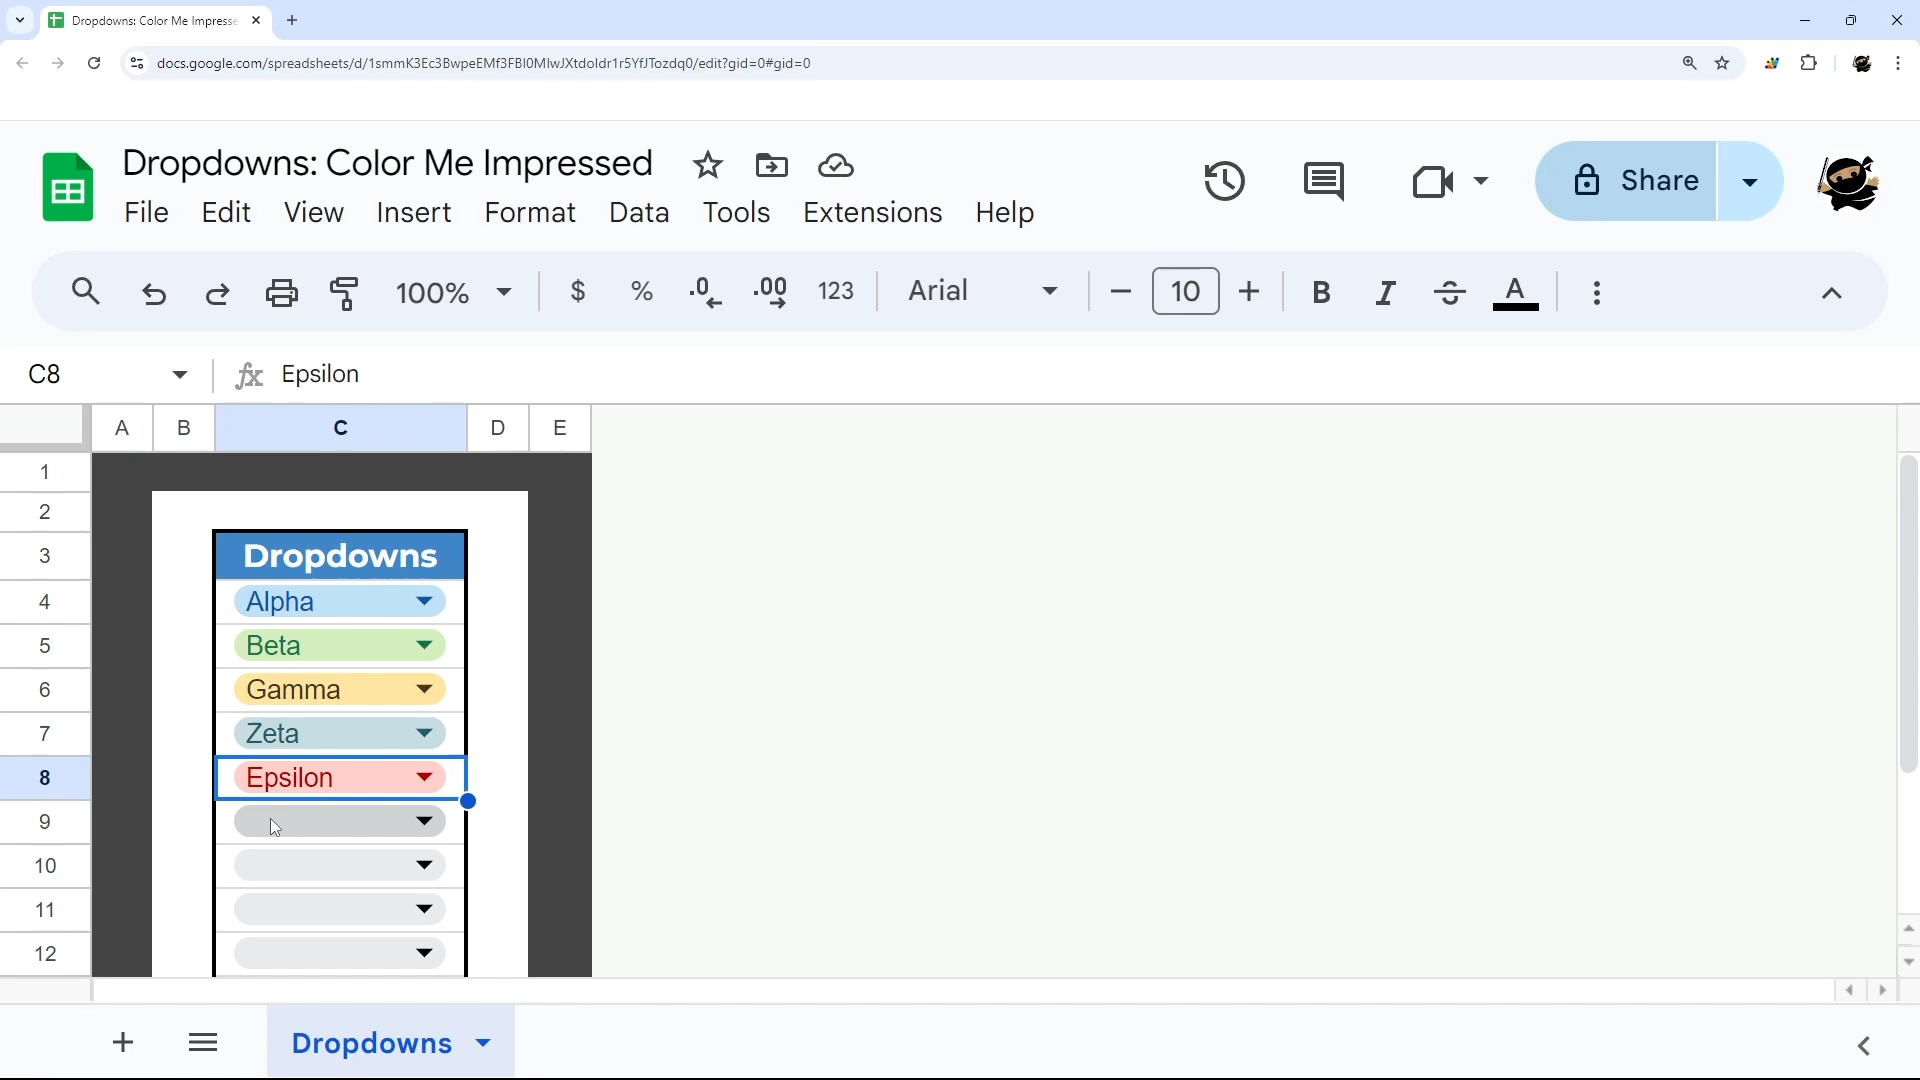 Dropdowns: Color Me Impresse
docs.google.com/spreadsheets/d/1smmK3Ec3BwpeEMf3FBI0MIwJXtdoldr1r5YfJTozdq0/edit?gid=0#gid=0
Dropdowns: Color Me Impressed
File Edit View Insert Format Data Tools Extensions Help
Share
100% $ % .0 .00 123 Arial 10 B I S A
C8 fx Epsilon
A B C D E
1
2
3 Dropdowns
4 Alpha
5 Beta
6 Gamma
7 Zeta
8 Epsilon
9
10
11
12
Dropdowns